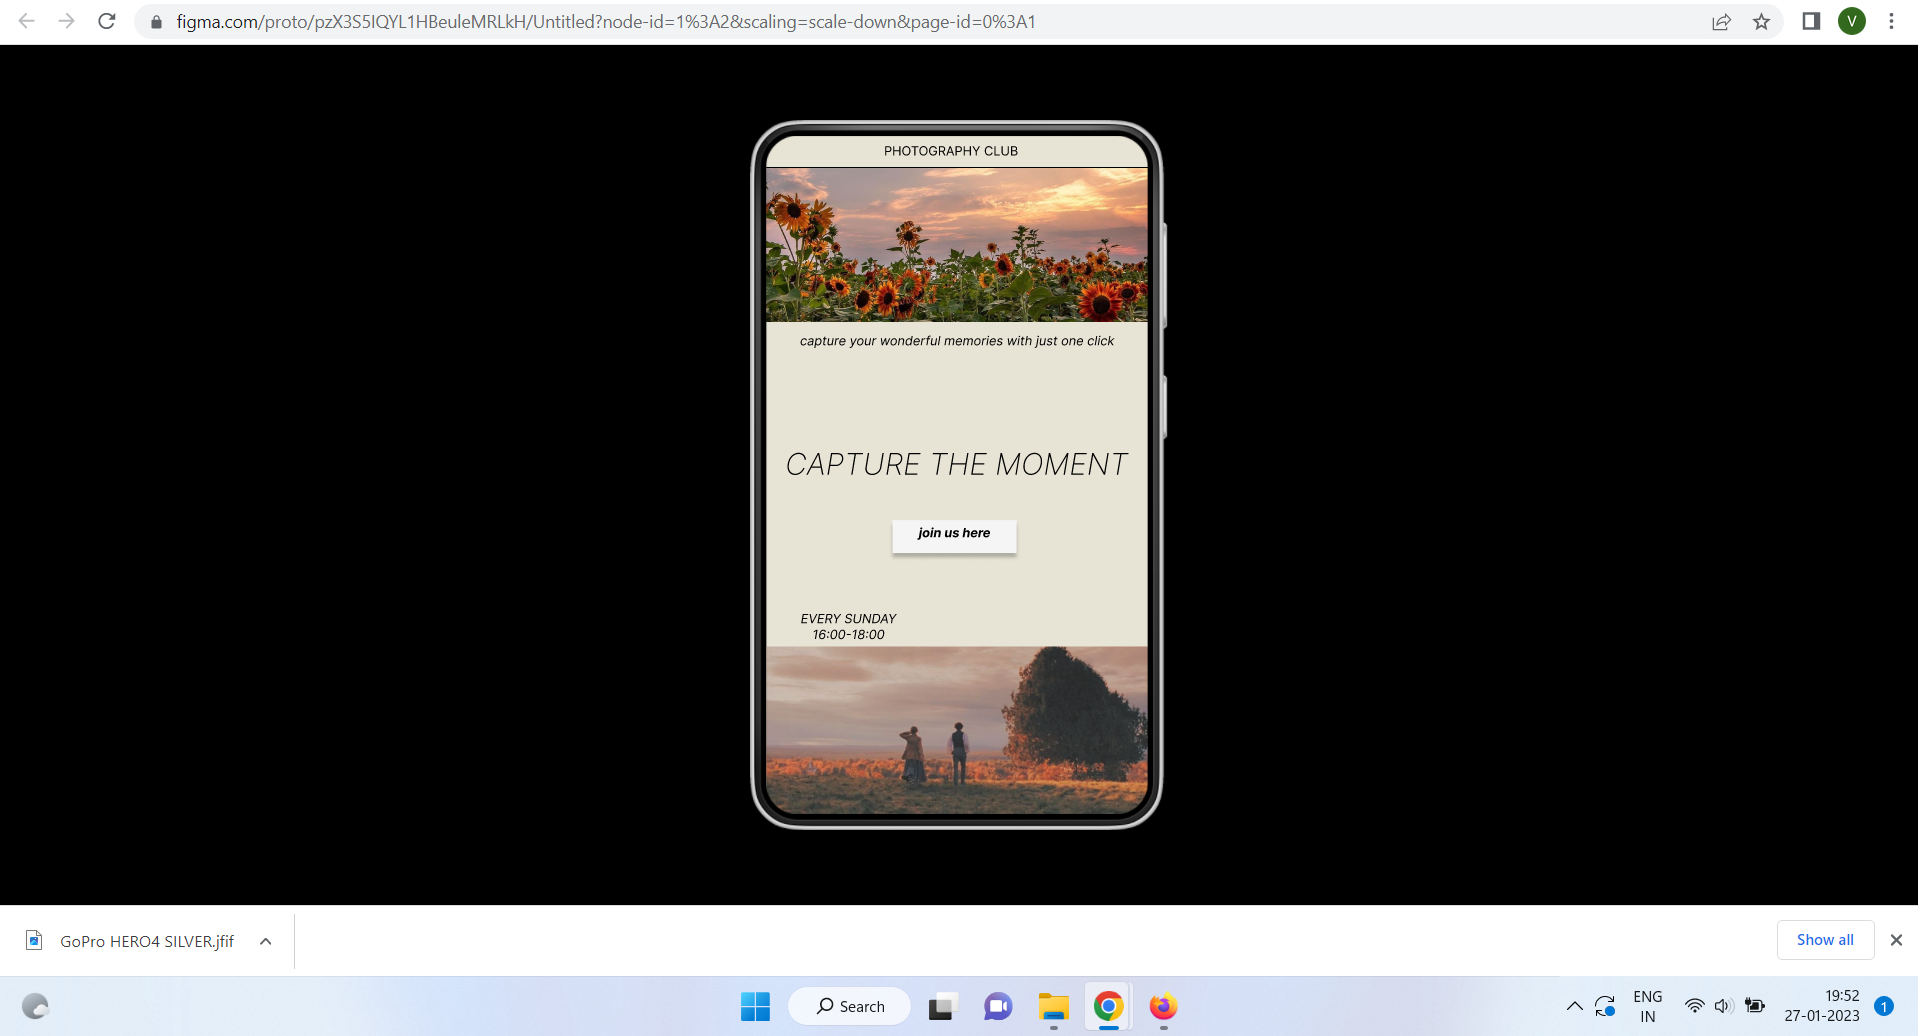 figma.com/proto/pzX3S5IQYL1HBeuleMRLkH/Untitled?node-id=1%3A2&scaling=scale-down&page-id=0%3A1
V
PHOTOGRAPHY CLUB
capture your wonderful memories with just one click
CAPTURE THE MOMENT
join us here
EVERY SUNDAY
16:00-18:00
GoPro HERO4 SILVER.jfif
Show all
Search
ENG
IN
19:52
27-01-2023
1